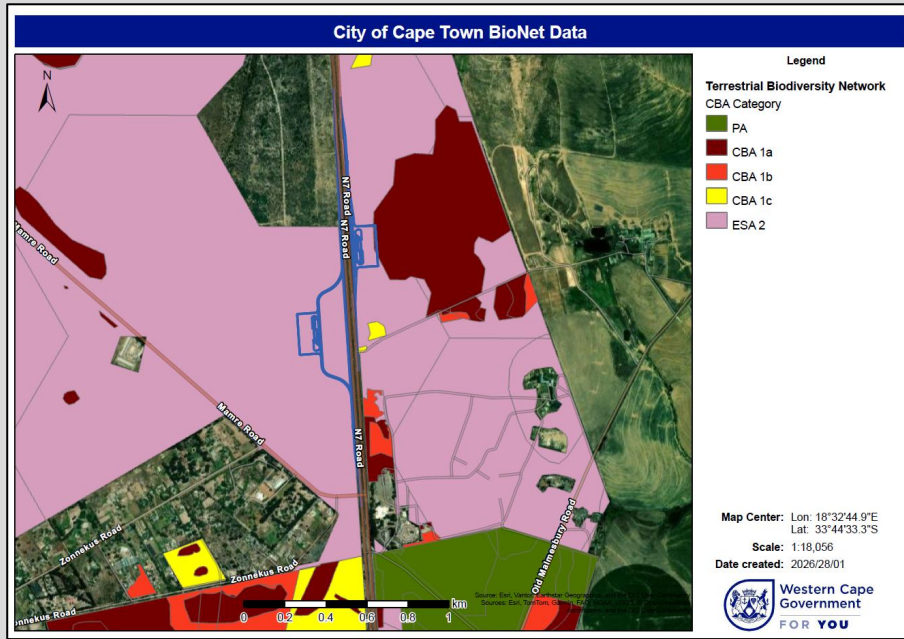 City of Cape Town BioNet Data
N
Mamre Road
N7 Road
N7 Road
Mamre Road
N7 Road
Zonnekus Road
Zonnekus Road
Old Malmesbury Road
0 0.2 0.4 0.6 0.8 1 km
Legend
Terrestrial Biodiversity Network
CBA Category
PA
CBA 1a
CBA 1b
CBA 1c
ESA 2
Map Center: Lon: 18°32'44.9"E
Lat: 33°44'33.3"S
Scale: 1:18,056
Date created: 2026/28/01
Western Cape
Government
FOR YOU